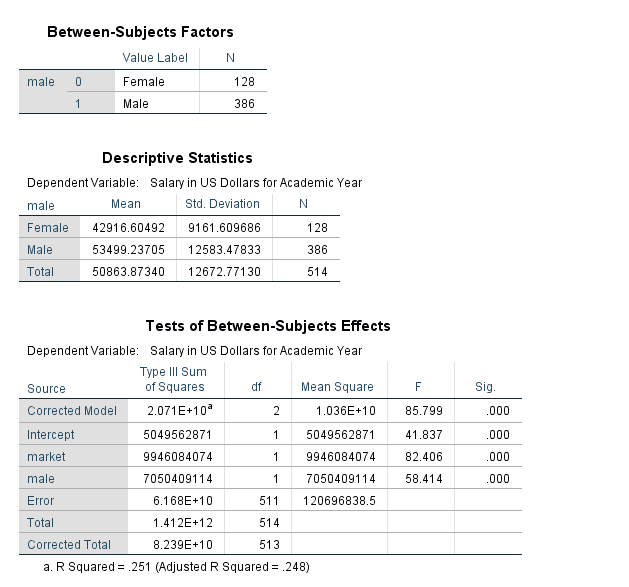 Between-Subjects Factors
Value Label N
male 0 Female 128
1 Male 386
Descriptive Statistics
Dependent Variable: Salary in US Dollars for Academic Year
male Mean Std. Deviation N
Female 42916.60492 9161.609686 128
Male 53499.23705 12583.47833 386
Total 50863.87340 12672.77130 514
Tests of Between-Subjects Effects
Dependent Variable: Salary in US Dollars for Academic Year
Type III Sum
Source of Squares df Mean Square F Sig.
Corrected Model 2.071E+10ᵃ 2 1.036E+10 85.799 .000
Intercept 5049562871 1 5049562871 41.837 .000
market 9946084074 1 9946084074 82.406 .000
male 7050409114 1 7050409114 58.414 .000
Error 6.168E+10 511 120696838.5
Total 1.412E+12 514
Corrected Total 8.239E+10 513
a. R Squared = .251 (Adjusted R Squared = .248)